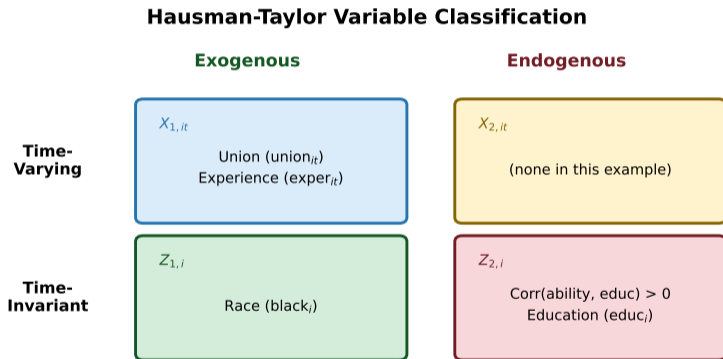 Hausman-Taylor Variable Classification
Exogenous
Endogenous
Time-
Varying
X₁,ᵢₜ
Union (unionᵢₜ)
Experience (experᵢₜ)
X₂,ᵢₜ
(none in this example)
Time-
Invariant
Z₁,ᵢ
Race (blackᵢ)
Z₂,ᵢ
Corr(ability, educ) > 0
Education (educᵢ)